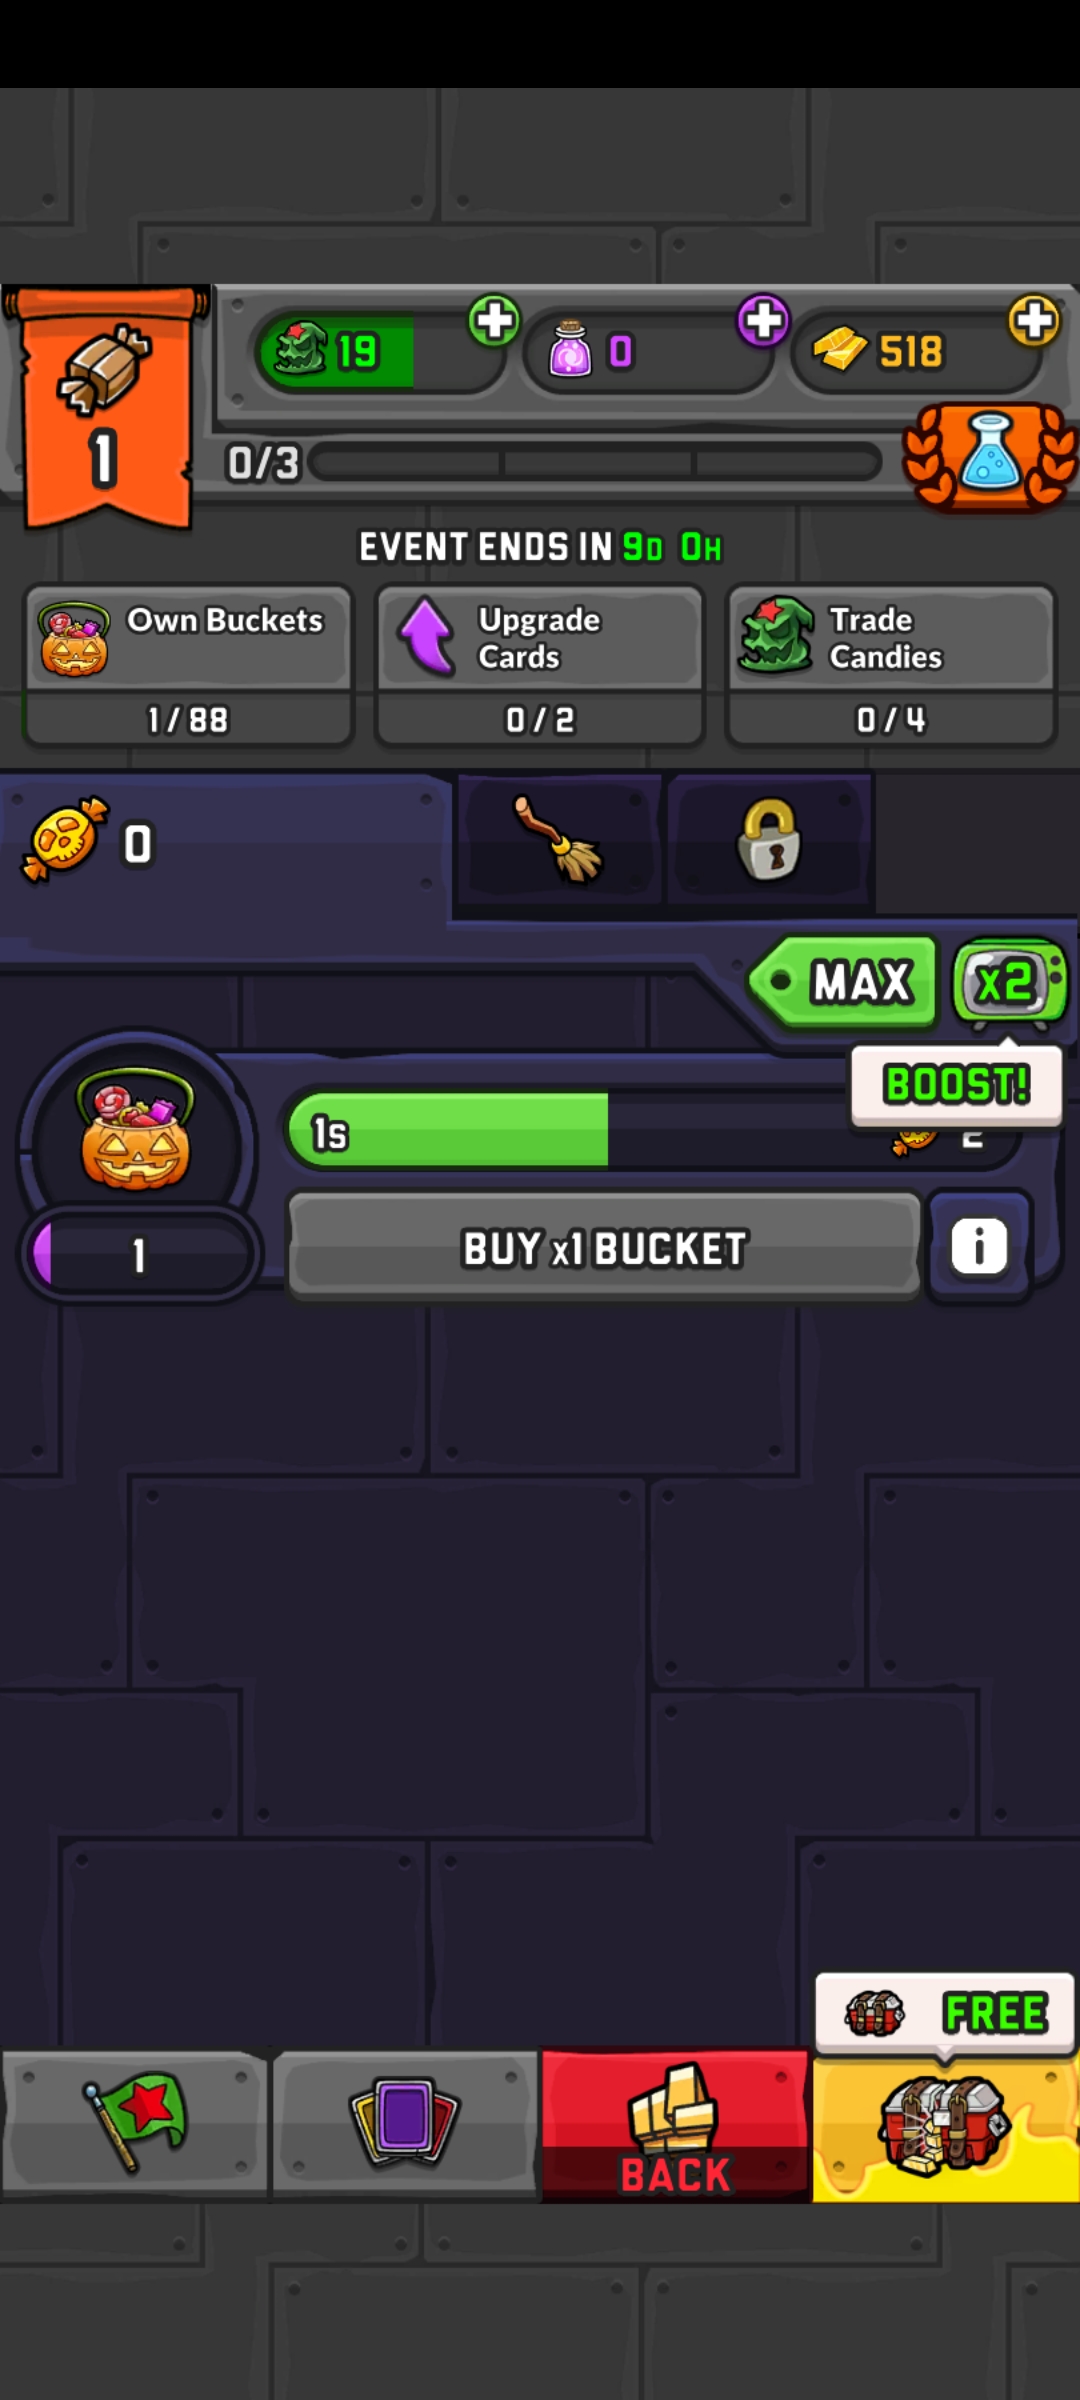 19
0
518
1
0/3
EVENT ENDS IN 9D 0H
Own Buckets
1/88
Upgrade
Cards
0/2
Trade
Candies
0/4
0
MAX
x2
BOOST!
1s
2
1
BUY x1 BUCKET
i
FREE
BACK